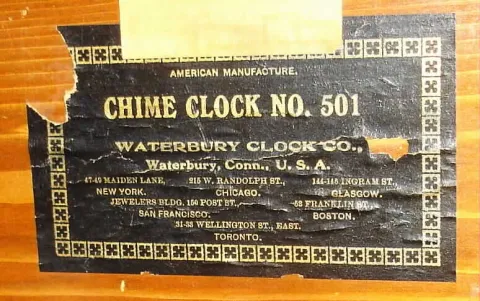 AMERICAN MANUFACTURE.
CHIME CLOCK NO. 501
WATERBURY CLOCK CO.,
Waterbury, Conn., U. S. A.
47-49 MAIDEN LANE, 215 W. RANDOLPH ST., 144-145 INGRAM ST.,
NEW YORK. CHICAGO. GLASGOW.
JEWELERS BLDG. 150 POST ST., 52 FRANKLIN ST.,
SAN FRANCISCO. BOSTON.
31-33 WELLINGTON ST., EAST.
TORONTO.